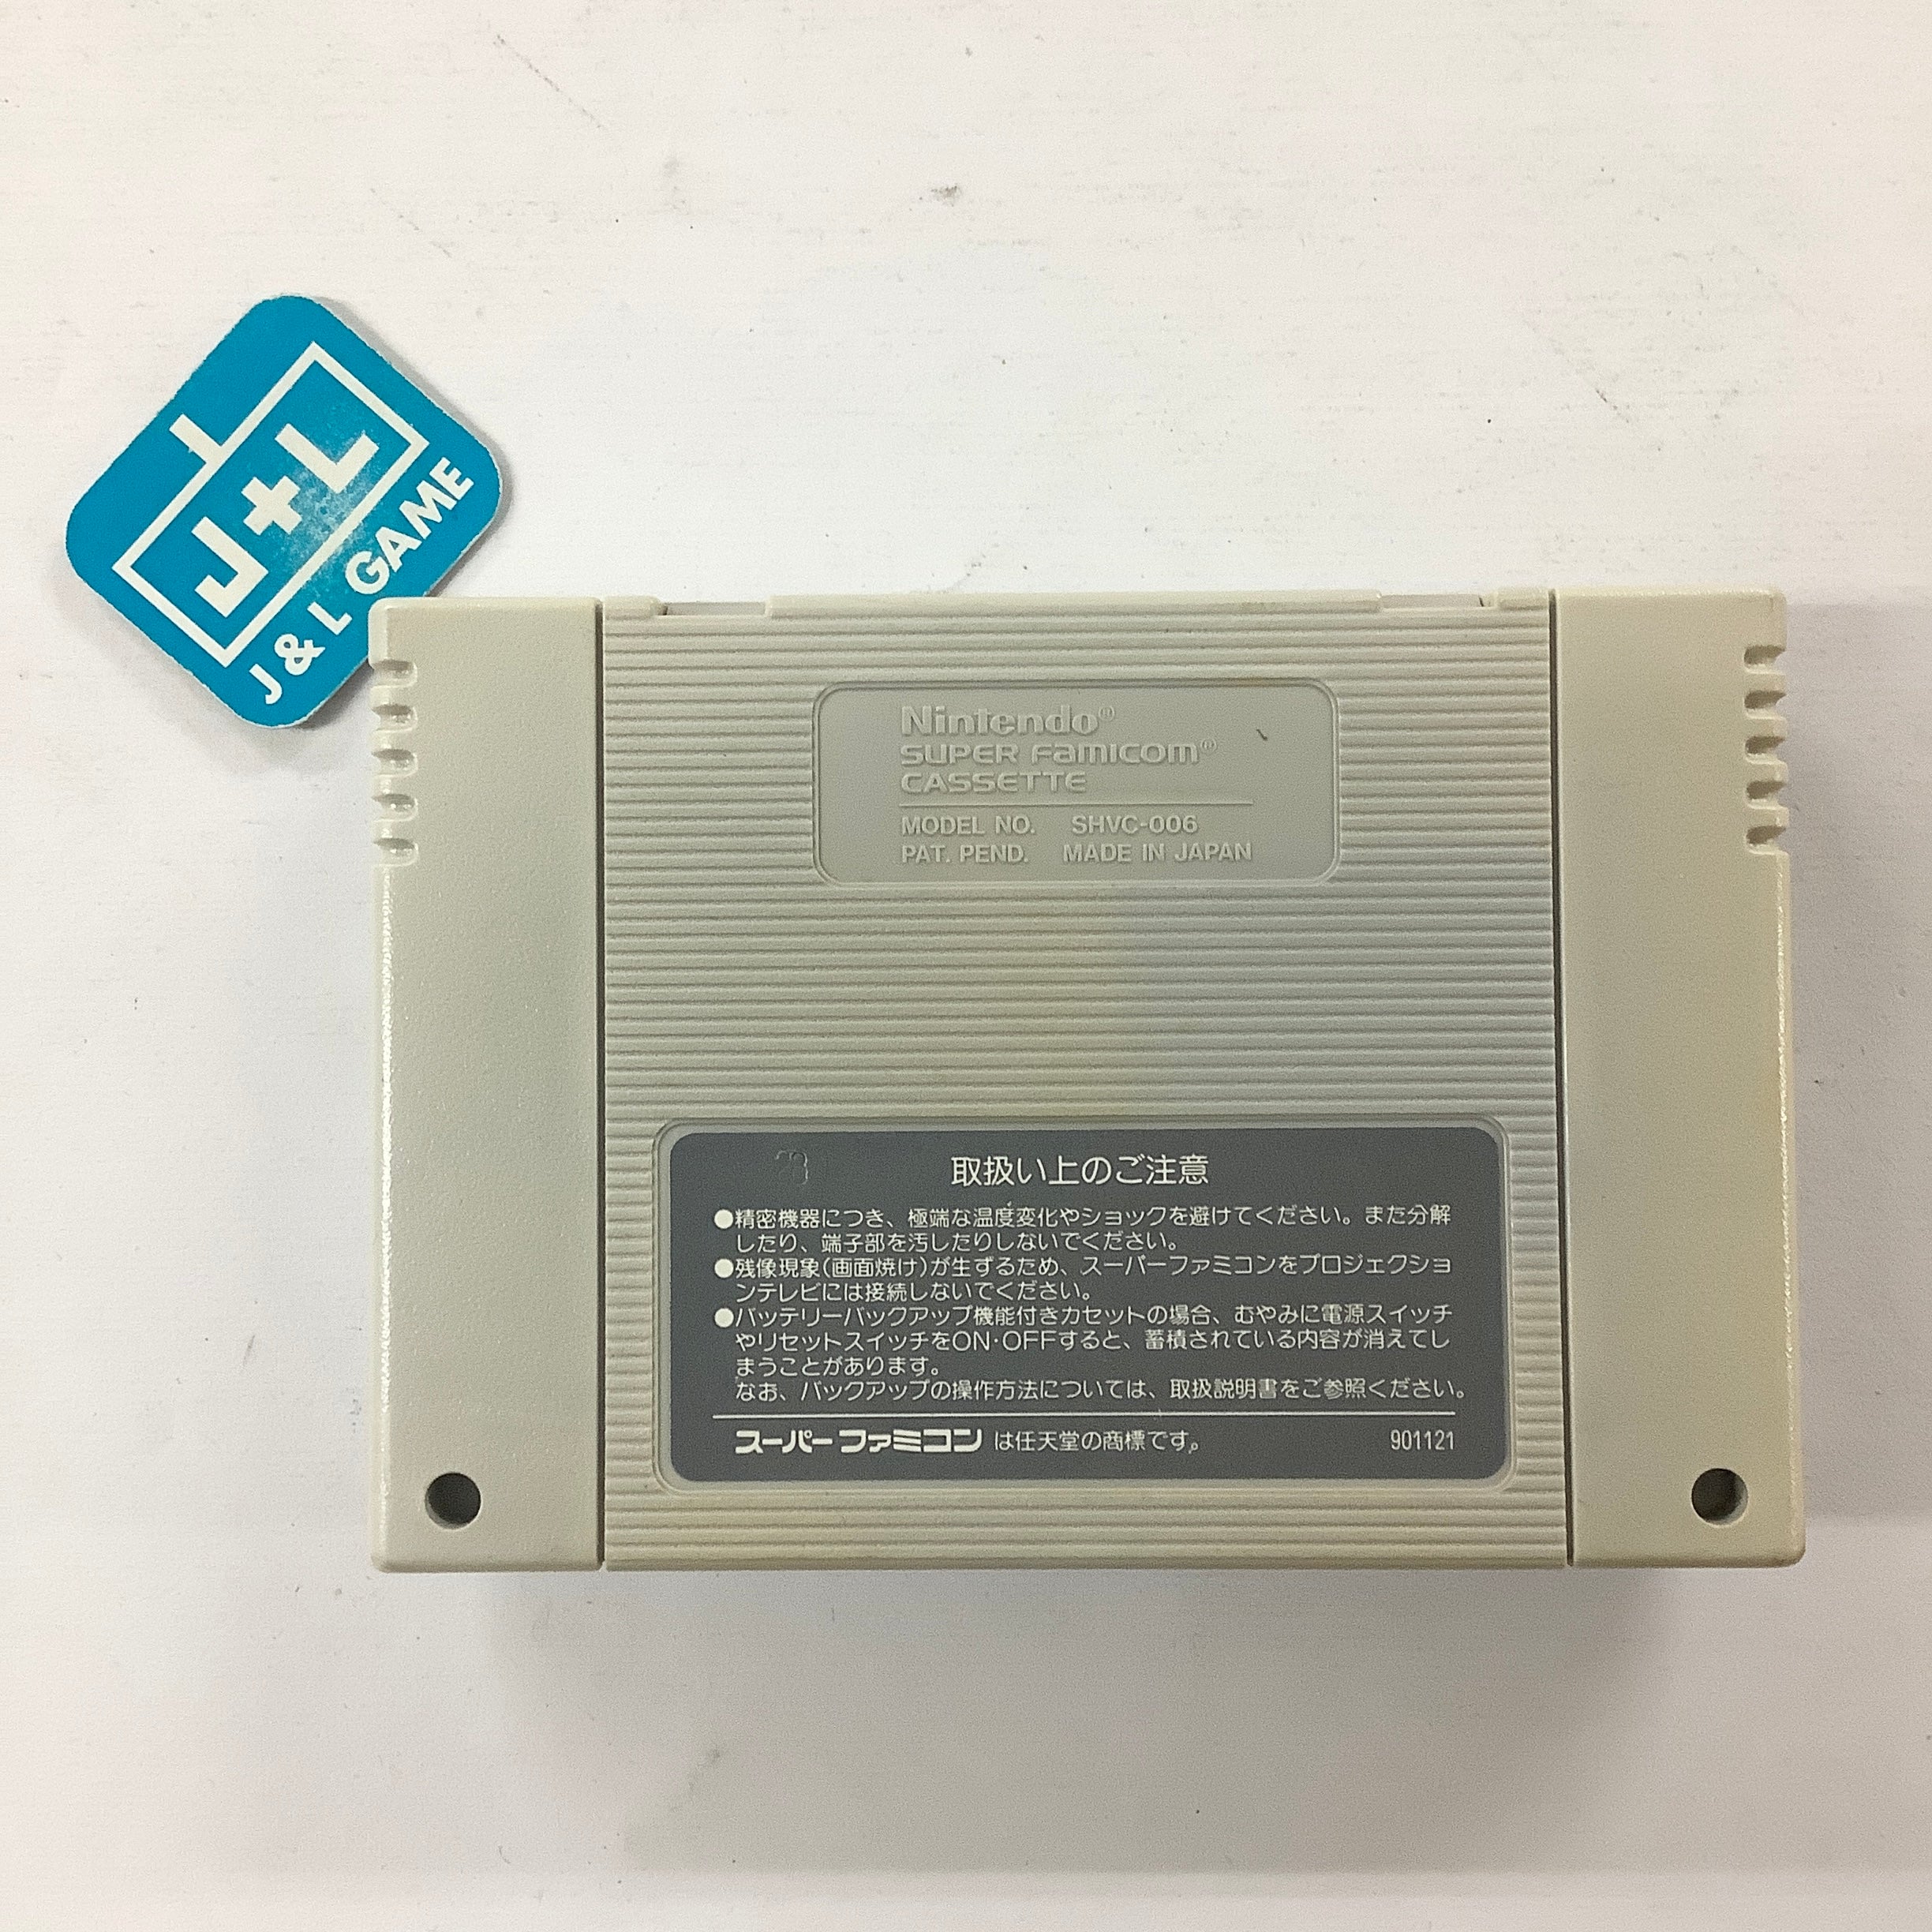 J+L
J & L GAME
Nintendo®
SUPER FAMICOM®
CASSETTE
MODEL NO. SHVC-006
PAT. PEND. MADE IN JAPAN
取扱い上のご注意
●精密機器につき、極端な温度変化やショックを避けてください。また分解
したり、端子部を汚したりしないでください。
●残像現象(画面焼け)が生ずるため、スーパーファミコンをプロジェクショ
ンテレビには接続しないでください。
●バッテリーバックアップ機能付きカセットの場合、むやみに電源スイッチ
やリセットスイッチをON・OFFすると、蓄積されている内容が消えてし
まうことがあります。
なお、バックアップの操作方法については、取扱説明書をご参照ください。
スーパーファミコン は任天堂の商標です。 901121